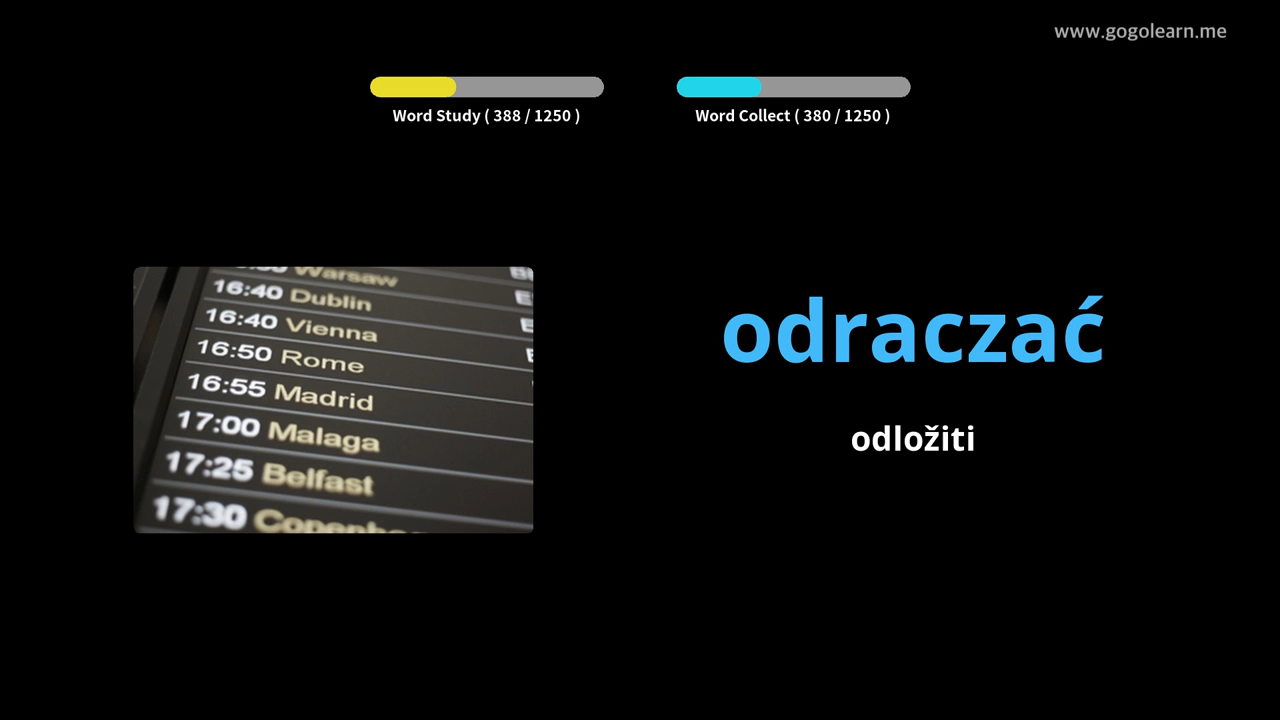 www.gogolearn.me
Word Study ( 388 / 1250 )
Word Collect ( 380 / 1250 )
Warsaw
16:40 Dublin
16:40 Vienna
16:50 Rome
16:55 Madrid
17:00 Malaga
17:25 Belfast
17:30
odraczać
odložiti